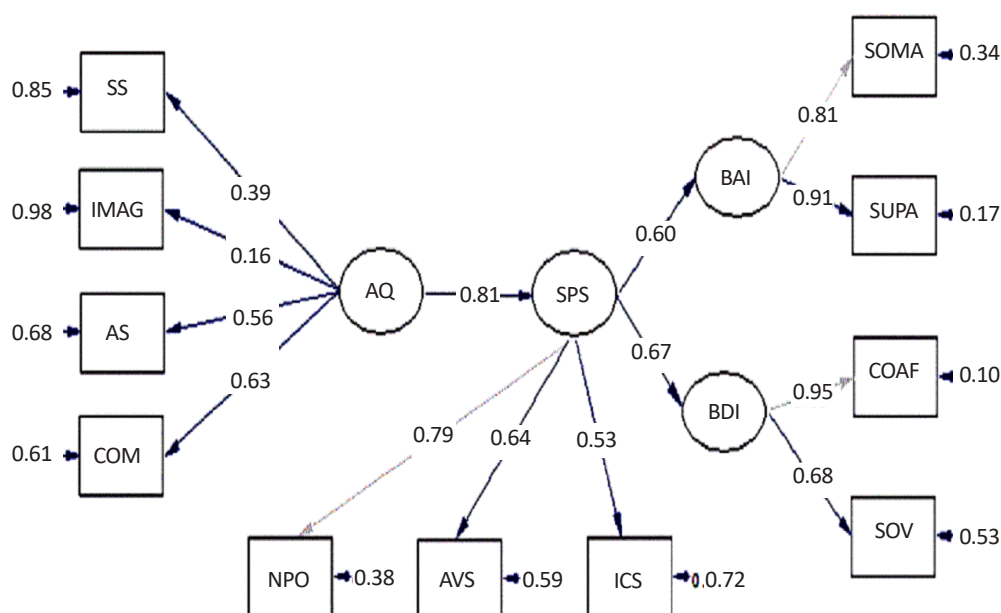 SOMA
0.34
0.85
SS
0.81
BAI
0.39
0.91
SUPA
0.17
0.98
IMAG
0.60
0.16
AQ
0.81
SPS
0.68
AS
0.56
0.67
COAF
0.10
0.63
0.95
BDI
0.61
COM
0.79
0.64
0.53
0.68
SOV
0.53
NPO
0.38
AVS
0.59
ICS
0.72